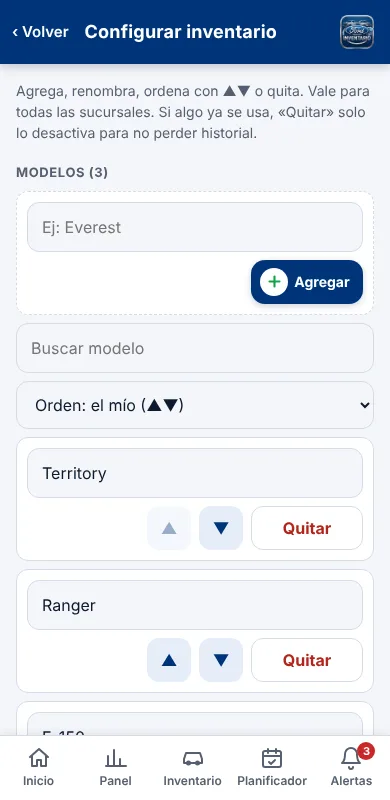 ‹ Volver Configurar inventario
Agrega, renombra, ordena con ▲▼ o quita. Vale para
todas las sucursales. Si algo ya se usa, «Quitar» solo
lo desactiva para no perder historial.
MODELOS (3)
Ej: Everest
+ Agregar
Buscar modelo
Orden: el mío (▲▼)
Territory
▲ ▼ Quitar
Ranger
▲ ▼ Quitar
3
Inicio Panel Inventario Planificador Alertas